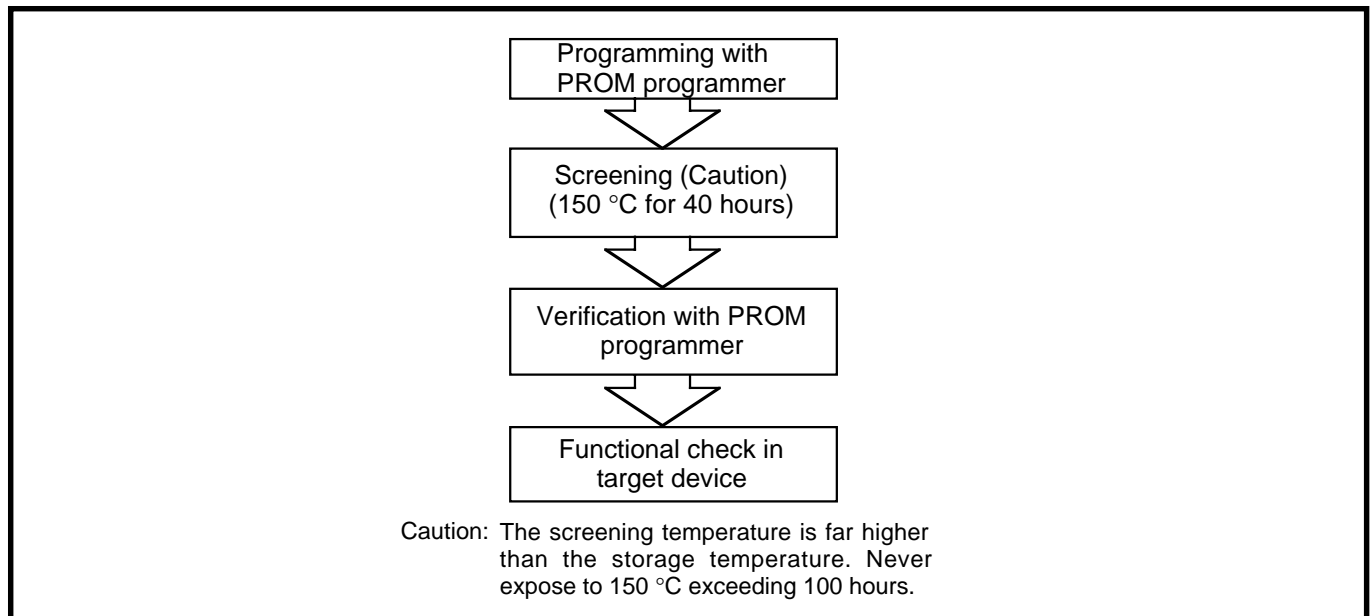 Programming with
PROM programmer
Screening (Caution)
(150 °C for 40 hours)
Verification with PROM
programmer
Functional check in
target device
Caution: The screening temperature is far higher
than the storage temperature. Never
expose to 150 °C exceeding 100 hours.